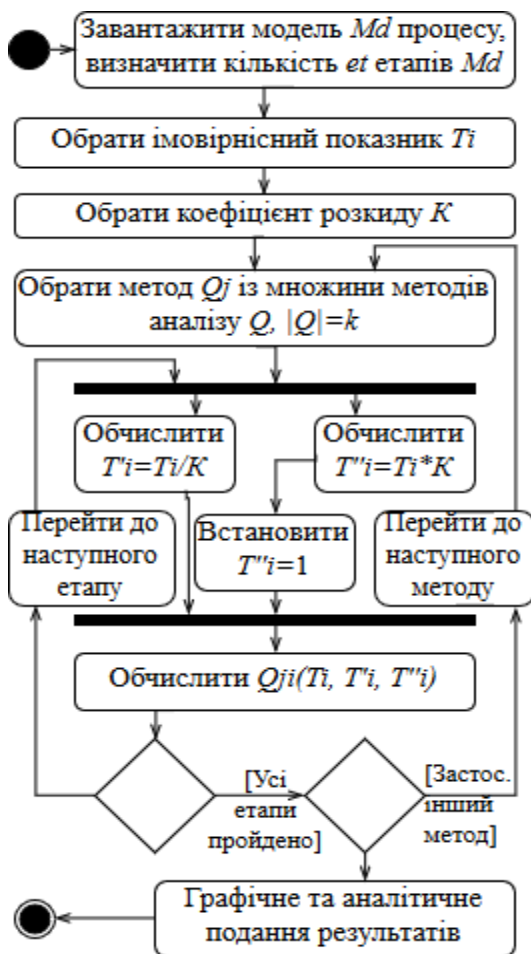 Завантажити модель Md процесу,
визначити кількість et етапів Md
Обрати імовірнісний показник Ti
Обрати коефіцієнт розкиду K
Обрати метод Qj із множини методів
аналізу Q, |Q|=k
Обчислити
T'i=Ti/K
Обчислити
T''i=Ti*K
Перейти до
наступного
етапу
Встановити
T''i=1
Перейти до
наступного
методу
Обчислити Qji(Ti, T'i, T''i)
[Усі
етапи
пройдено]
[Застос.
інший
метод]
Графічне та аналітичне
подання результатів